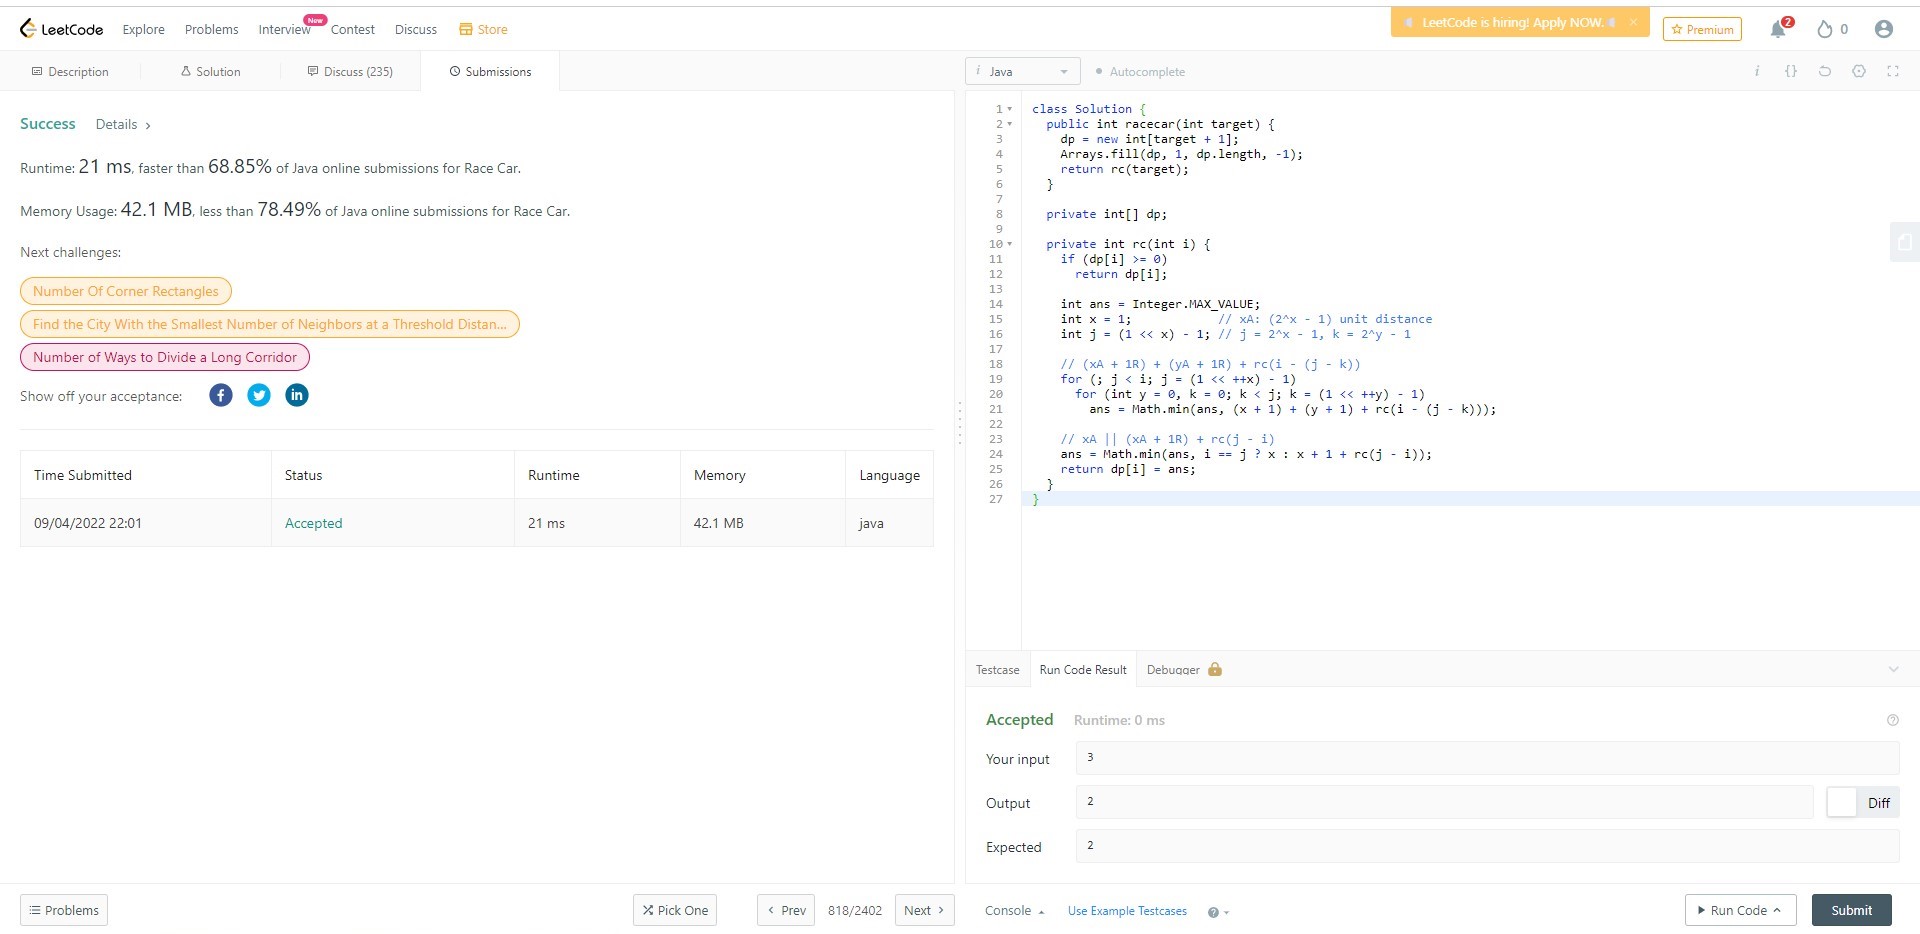 LeetCode Explore Problems Interview New Contest Discuss Store LeetCode is hiring! Apply NOW. × Premium 2 0
Description Solution Discuss (235) Submissions
Success Details >
Runtime: 21 ms, faster than 68.85% of Java online submissions for Race Car.
Memory Usage: 42.1 MB, less than 78.49% of Java online submissions for Race Car.
Next challenges:
Number Of Corner Rectangles
Find the City With the Smallest Number of Neighbors at a Threshold Distan...
Number of Ways to Divide a Long Corridor
Show off your acceptance:
Time Submitted Status Runtime Memory Language
09/04/2022 22:01 Accepted 21 ms 42.1 MB java
Problems Pick One < Prev 818/2402 Next >
i Java Autocomplete i {}
1 class Solution {
2 public int racecar(int target) {
3 dp = new int[target + 1];
4 Arrays.fill(dp, 1, dp.length, -1);
5 return rc(target);
6 }
7
8 private int[] dp;
9
10 private int rc(int i) {
11 if (dp[i] >= 0)
12 return dp[i];
13
14 int ans = Integer.MAX_VALUE;
15 int x = 1; // xA: (2^x - 1) unit distance
16 int j = (1 << x) - 1; // j = 2^x - 1, k = 2^y - 1
17
18 // (xA + 1R) + (yA + 1R) + rc(i - (j - k))
19 for (; j < i; j = (1 << ++x) - 1)
20 for (int y = 0, k = 0; k < j; k = (1 << ++y) - 1)
21 ans = Math.min(ans, (x + 1) + (y + 1) + rc(i - (j - k)));
22
23 // xA || (xA + 1R) + rc(j - i)
24 ans = Math.min(ans, i == j ? x : x + 1 + rc(j - i));
25 return dp[i] = ans;
26 }
27 }
Testcase Run Code Result Debugger
Accepted Runtime: 0 ms
Your input 3
Output 2 Diff
Expected 2
Console Use Example Testcases Run Code Submit